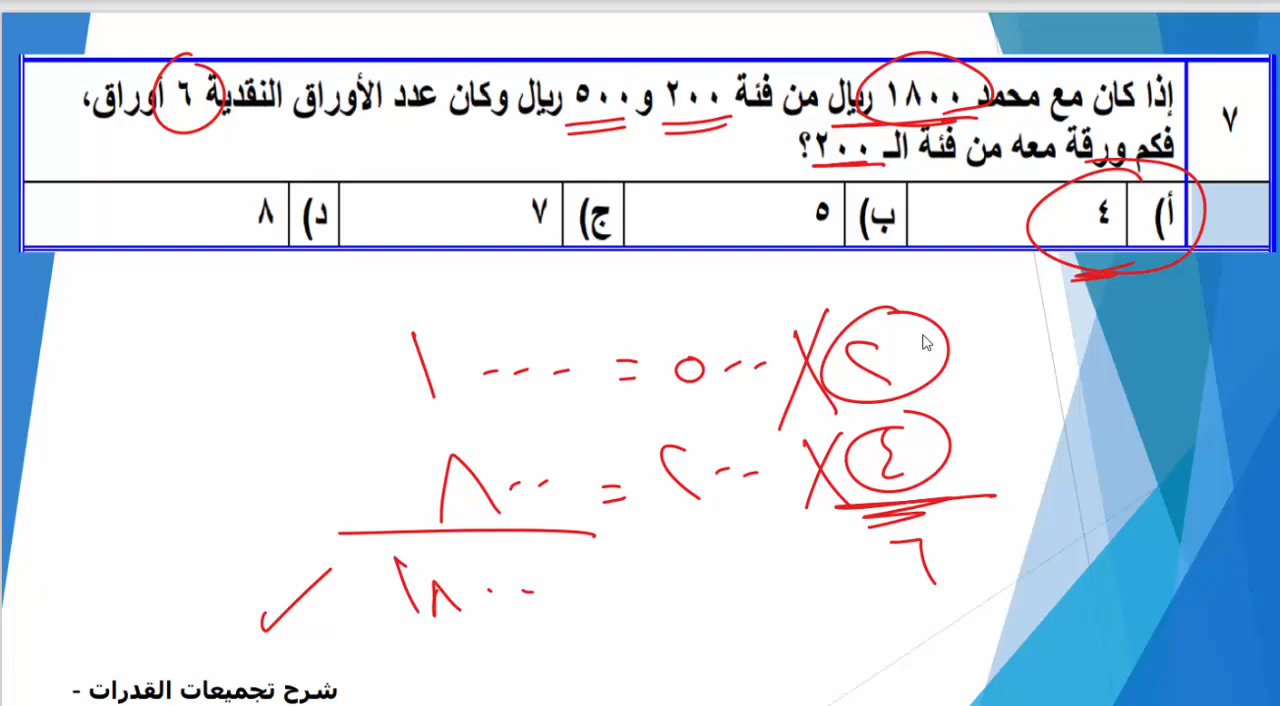 ٧
إذا كان مع محمد ١٨٠٠ ريال من فئة ٢٠٠ و٥٠٠ ريال وكان عدد الأوراق النقدية ٦ أوراق،
فكم ورقة معه من فئة الـ ٢٠٠؟
أ) ٤ ب) ٥ ج) ٧ د) ٨
١٠٠٠ = ٥٠٠ × ٢
٨٠٠ = ٢٠٠ × ٤
١٨٠٠ ٦
شرح تجميعات القدرات -